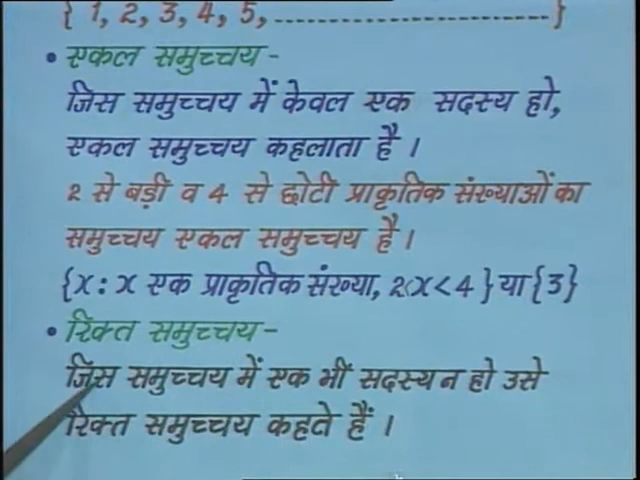 { 1, 2, 3, 4, 5, ........................ }
• एकल समुच्चय -
जिस समुच्चय में केवल एक सदस्य हो,
एकल समुच्चय कहलाता है ।
2 से बड़ी व 4 से छोटी प्राकृतिक संख्याओं का
समुच्चय एकल समुच्चय है ।
{x : x एक प्राकृतिक संख्या, 2<x<4 } या {3}
• रिक्त समुच्चय -
जिस समुच्चय में एक भी सदस्य न हो उसे
रिक्त समुच्चय कहते हैं ।